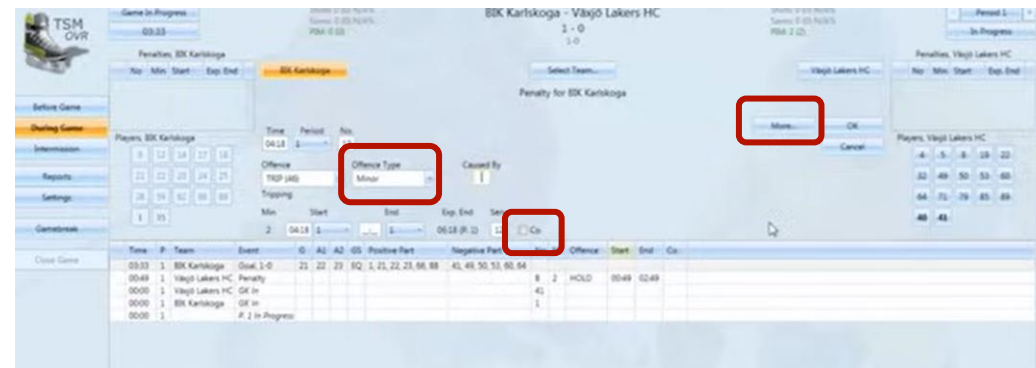 TSM
OVR
Game In Progress
03:33
BIK Karlskoga - Växjö Lakers HC
1 - 0
1-0
Period 1
In Progress
Penalties, BIK Karlskoga
No Min Start Exp. End
BIK Karlskoga
Select Team...
Växjö Lakers HC
Penalties, Växjö Lakers HC
No Min Start Exp. End
Penalty for BIK Karlskoga
Before Game
During Game
Intermission
Reports
Settings
Gamebreak
Close Game
More...
OK
Cancel
Players, BIK Karlskoga
Time Period No.
04:18 1
Offence Offence Type Caused By
TRIP (46) Minor
Tripping
Min Start End Exp. End
2 04:18 1 1 06:18 (P. 1) Co.
Players, Växjö Lakers HC
4 5 8 19 22
32 49 50 53 60
64 71 79 85 89
40 41
Time P Team Event G A1 A2 GS Positive Part Negative Part Offence Start End Co.
03:33 1 BIK Karlskoga Goal, 1-0 21 22 23 EQ 1, 21, 22, 23, 66, 88 41, 49, 50, 53, 60, 64
00:49 1 Växjö Lakers HC Penalty 8 2 HOLD 00:49 02:49
00:00 1 Växjö Lakers HC GK in 41
00:00 1 BIK Karlskoga GK in 1
00:00 1 P. 1 In Progress